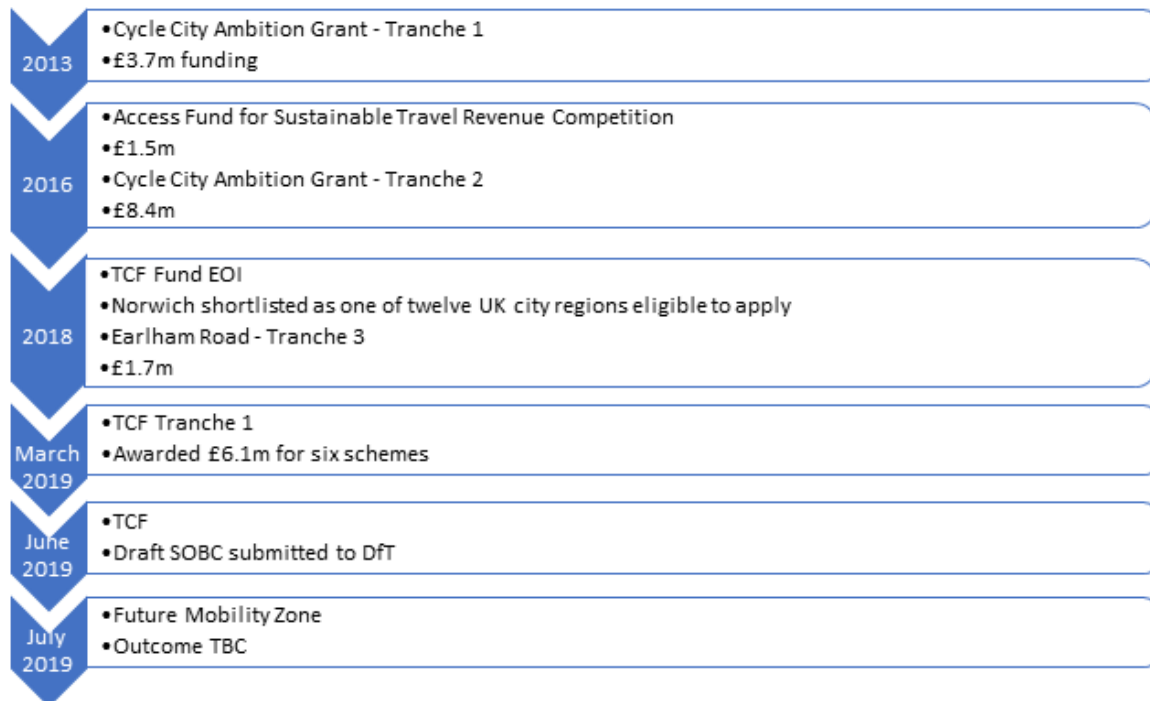 2013
•Cycle City Ambition Grant - Tranche 1
•£3.7m funding
2016
•Access Fund for Sustainable Travel Revenue Competition
•£1.5m
•Cycle City Ambition Grant - Tranche 2
•£8.4m
2018
•TCF Fund EOI
•Norwich shortlisted as one of twelve UK city regions eligible to apply
•Earlham Road - Tranche 3
•£1.7m
March
2019
•TCF Tranche 1
•Awarded £6.1m for six schemes
June
2019
•TCF
•Draft SOBC submitted to DfT
July
2019
•Future Mobility Zone
•Outcome TBC